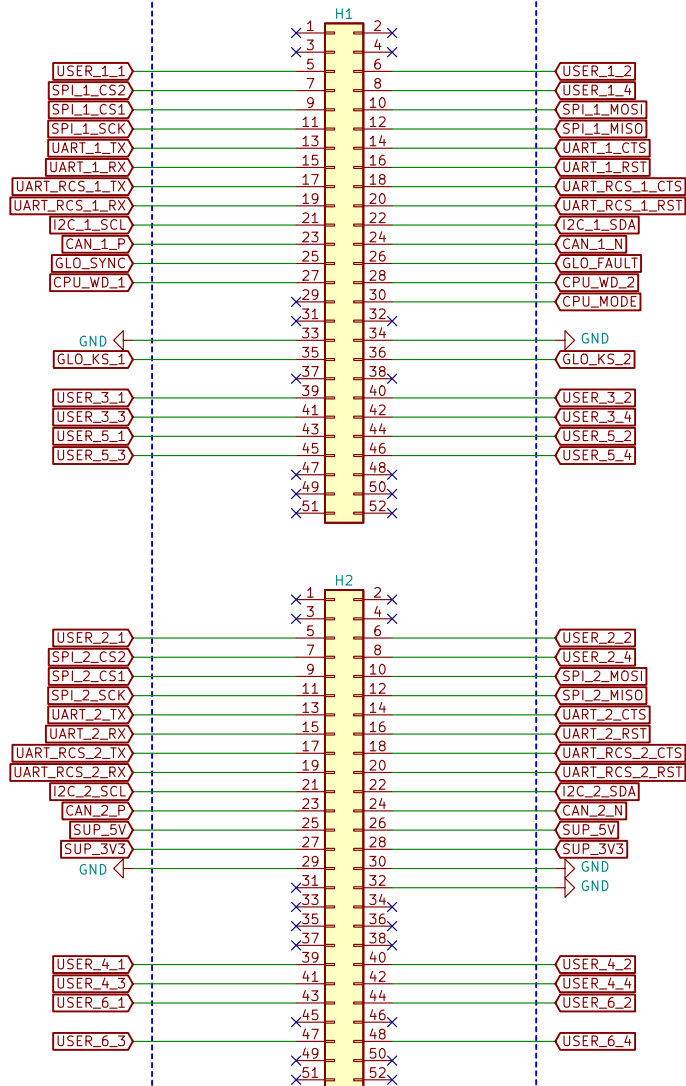 H1
1 2
3 4
USER_1_1 5 6 USER_1_2
SPI_1_CS2 7 8 USER_1_4
SPI_1_CS1 9 10 SPI_1_MOSI
SPI_1_SCK 11 12 SPI_1_MISO
UART_1_TX 13 14 UART_1_CTS
UART_1_RX 15 16 UART_1_RST
UART_RCS_1_TX 17 18 UART_RCS_1_CTS
UART_RCS_1_RX 19 20 UART_RCS_1_RST
I2C_1_SCL 21 22 I2C_1_SDA
CAN_1_P 23 24 CAN_1_N
GLO_SYNC 25 26 GLO_FAULT
CPU_WD_1 27 28 CPU_WD_2
29 30 CPU_MODE
31 32
GND 33 34 GND
GLO_KS_1 35 36 GLO_KS_2
37 38
USER_3_1 39 40 USER_3_2
USER_3_3 41 42 USER_3_4
USER_5_1 43 44 USER_5_2
USER_5_3 45 46 USER_5_4
47 48
49 50
51 52
H2
1 2
3 4
USER_2_1 5 6 USER_2_2
SPI_2_CS2 7 8 USER_2_4
SPI_2_CS1 9 10 SPI_2_MOSI
SPI_2_SCK 11 12 SPI_2_MISO
UART_2_TX 13 14 UART_2_CTS
UART_2_RX 15 16 UART_2_RST
UART_RCS_2_TX 17 18 UART_RCS_2_CTS
UART_RCS_2_RX 19 20 UART_RCS_2_RST
I2C_2_SCL 21 22 I2C_2_SDA
CAN_2_P 23 24 CAN_2_N
SUP_5V 25 26 SUP_5V
SUP_3V3 27 28 SUP_3V3
GND 29 30 GND
31 32 GND
33 34
35 36
37 38
USER_4_1 39 40 USER_4_2
USER_4_3 41 42 USER_4_4
USER_6_1 43 44 USER_6_2
45 46
USER_6_3 47 48 USER_6_4
49 50
51 52